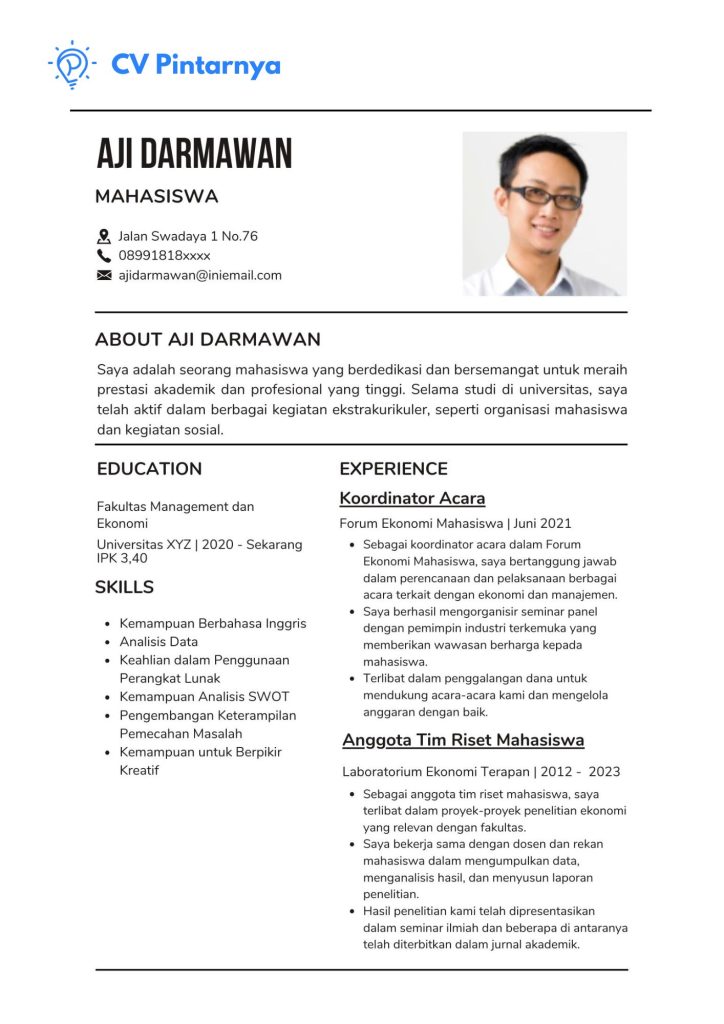 CV Pintarnya
AJI DARMAWAN
MAHASISWA
Jalan Swadaya 1 No.76
08991818xxxx
ajidarmawan@iniemail.com
ABOUT AJI DARMAWAN
Saya adalah seorang mahasiswa yang berdedikasi dan bersemangat untuk meraih
prestasi akademik dan profesional yang tinggi. Selama studi di universitas, saya
telah aktif dalam berbagai kegiatan ekstrakurikuler, seperti organisasi mahasiswa
dan kegiatan sosial.
EDUCATION
Fakultas Management dan
Ekonomi
Universitas XYZ | 2020 - Sekarang
IPK 3,40
SKILLS
• Kemampuan Berbahasa Inggris
• Analisis Data
• Keahlian dalam Penggunaan
Perangkat Lunak
• Kemampuan Analisis SWOT
• Pengembangan Keterampilan
Pemecahan Masalah
• Kemampuan untuk Berpikir
Kreatif
EXPERIENCE
Koordinator Acara
Forum Ekonomi Mahasiswa | Juni 2021
• Sebagai koordinator acara dalam Forum
Ekonomi Mahasiswa, saya bertanggung jawab
dalam perencanaan dan pelaksanaan berbagai
acara terkait dengan ekonomi dan manajemen.
• Saya berhasil mengorganisir seminar panel
dengan pemimpin industri terkemuka yang
memberikan wawasan berharga kepada
mahasiswa.
• Terlibat dalam penggalangan dana untuk
mendukung acara-acara kami dan mengelola
anggaran dengan baik.
Anggota Tim Riset Mahasiswa
Laboratorium Ekonomi Terapan | 2012 - 2023
• Sebagai anggota tim riset mahasiswa, saya
terlibat dalam proyek-proyek penelitian ekonomi
yang relevan dengan fakultas.
• Saya bekerja sama dengan dosen dan rekan
mahasiswa dalam mengumpulkan data,
menganalisis hasil, dan menyusun laporan
penelitian.
• Hasil penelitian kami telah dipresentasikan
dalam seminar ilmiah dan beberapa di antaranya
telah diterbitkan dalam jurnal akademik.